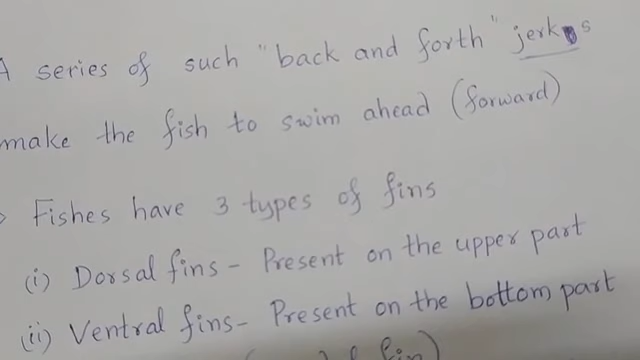 A series of such "back and forth" jerks
make the fish to swim ahead (forward)
Fishes have 3 types of fins
(i) Dorsal fins - Present on the upper part
(ii) Ventral fins - Present on the bottom part
fin)